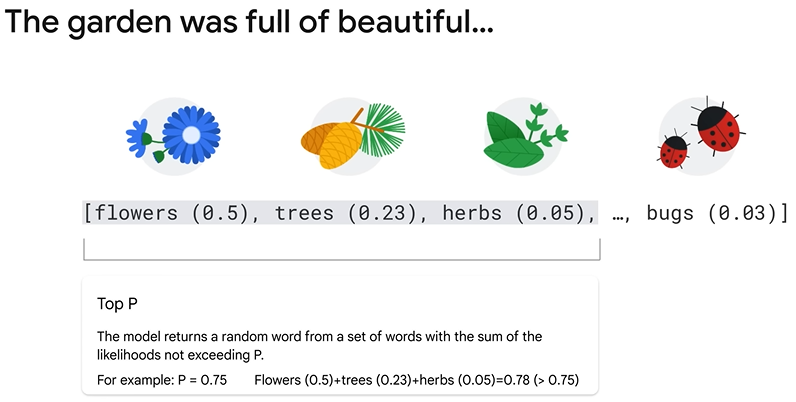 The garden was full of beautiful...
[flowers (0.5), trees (0.23), herbs (0.05), …, bugs (0.03)]
Top P
The model returns a random word from a set of words with the sum of the
likelihoods not exceeding P.
For example: P = 0.75 Flowers (0.5)+trees (0.23)+herbs (0.05)=0.78 (> 0.75)